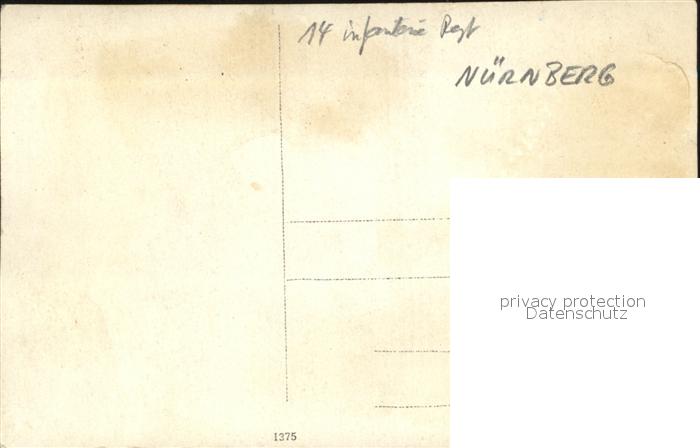 14 infanterie Regt
NÜRNBERG
privacy protection
Datenschutz
1375